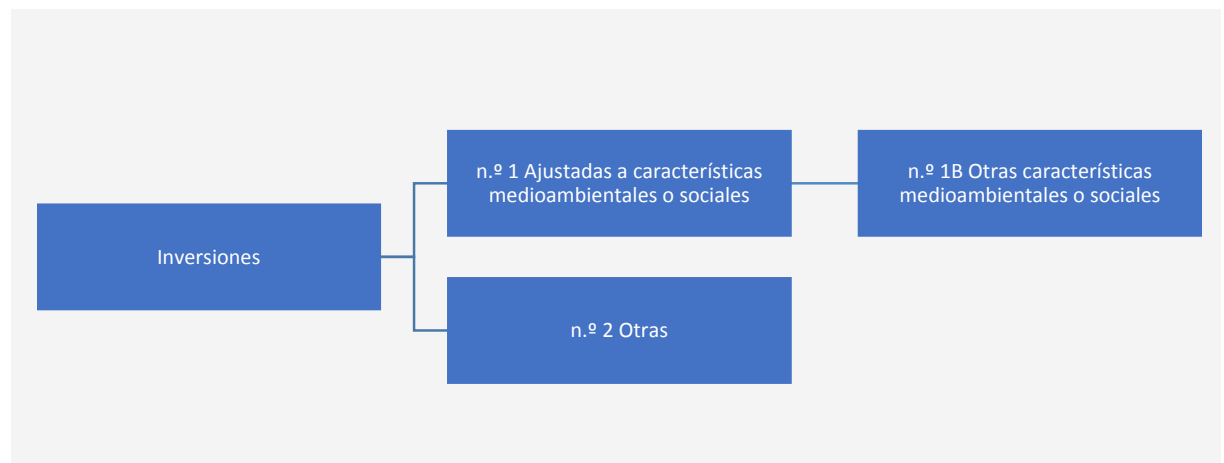 n.º 1 Ajustadas a características
medioambientales o sociales
n.º 1B Otras características
medioambientales o sociales
Inversiones
n.º 2 Otras